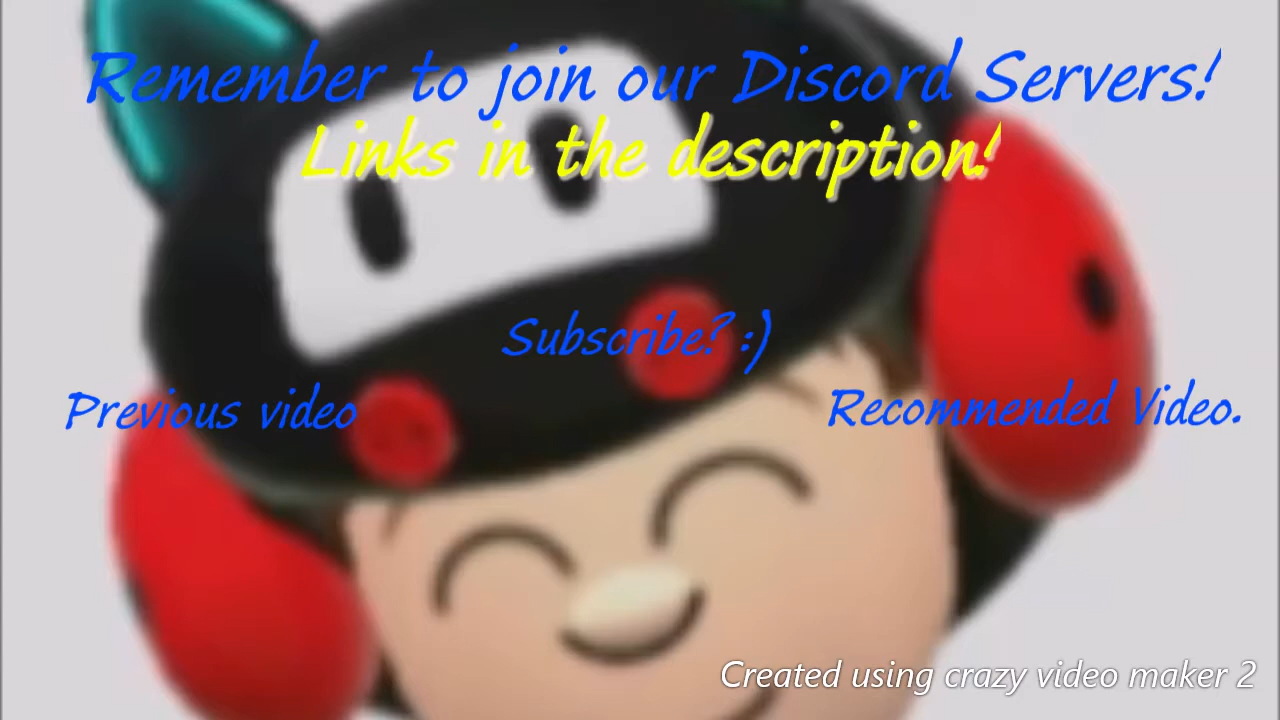 Remember to join our Discord Servers!
Links in the description!
Subscribe? :)
Previous video
Recommended Video.
Created using crazy video maker 2